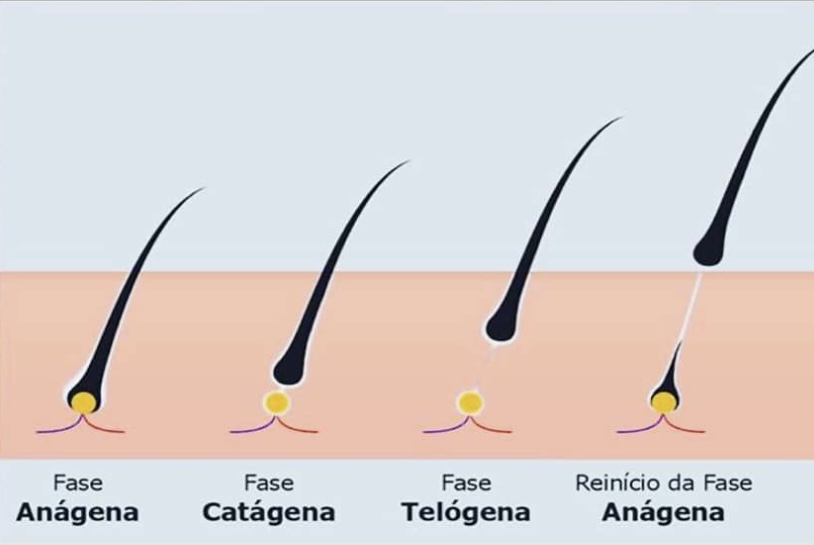 Fase
Anágena
Fase
Catágena
Fase
Telógena
Reinício da Fase
Anágena